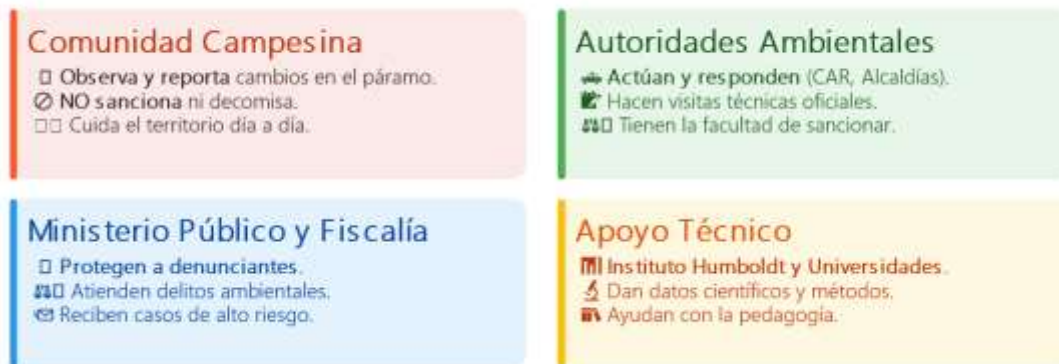 Comunidad Campesina
Observa y reporta cambios en el páramo.
NO sanciona ni decomisa.
Cuida el territorio día a día.
Autoridades Ambientales
Actúan y responden (CAR, Alcaldías).
Hacen visitas técnicas oficiales.
Tienen la facultad de sancionar.
Ministerio Público y Fiscalía
Protegen a denunciantes.
Atienden delitos ambientales.
Reciben casos de alto riesgo.
Apoyo Técnico
Instituto Humboldt y Universidades.
Dan datos científicos y métodos.
Ayudan con la pedagogía.